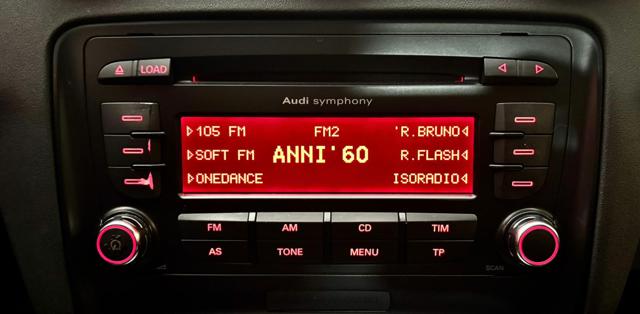 LOAD
Audi symphony
105 FM FM2 'R.BRUNO
SOFT FM ANNI'60 R.FLASH
ONEDANCE ISORADIO
FM AM CD TIM
AS TONE MENU TP
SCAN